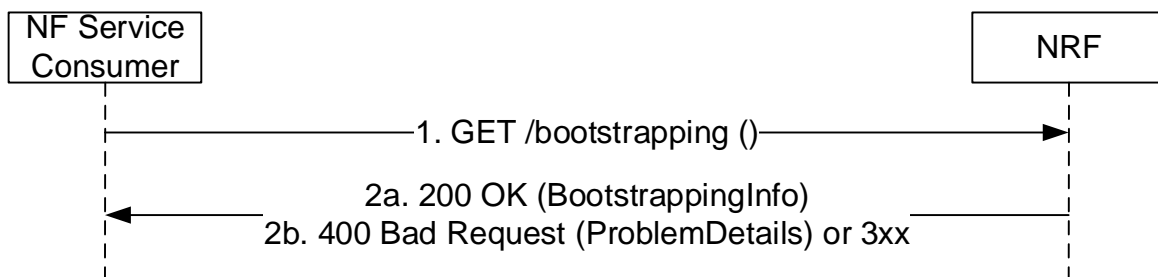 NF Service
Consumer
NRF
1. GET /bootstrapping ()
2a. 200 OK (BootstrappingInfo)
2b. 400 Bad Request (ProblemDetails) or 3xx